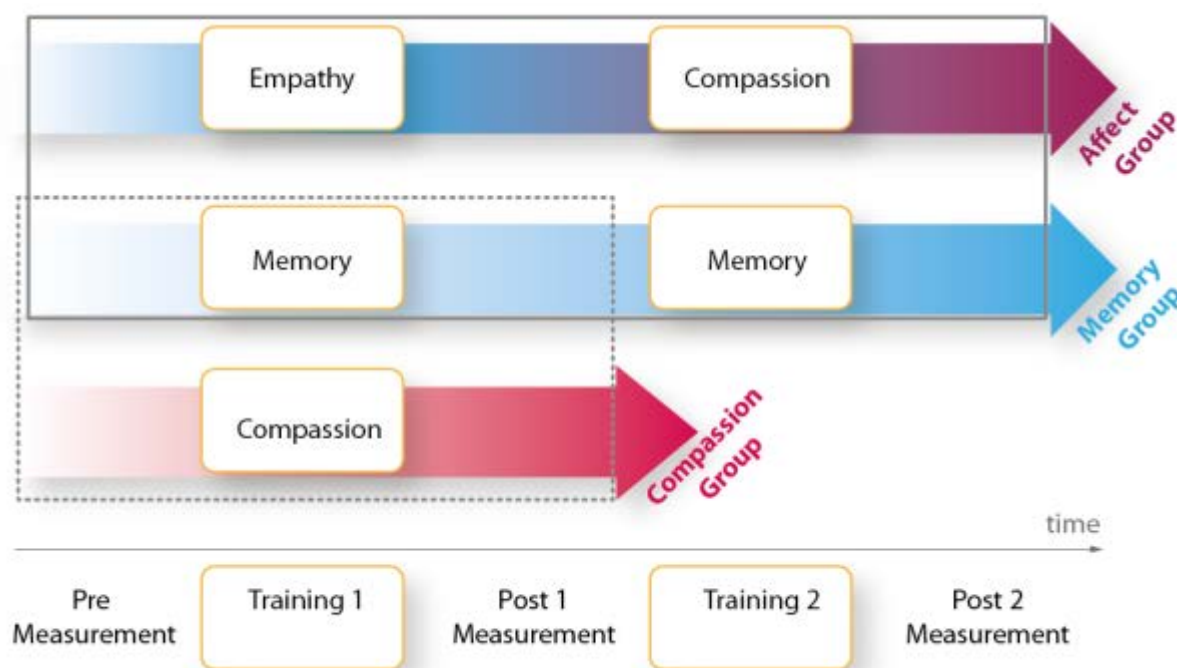 Empathy
Compassion
Affect
Group
Memory
Memory
Memory
Group
Compassion
Compassion
Group
time
Pre
Measurement
Training 1
Post 1
Measurement
Training 2
Post 2
Measurement